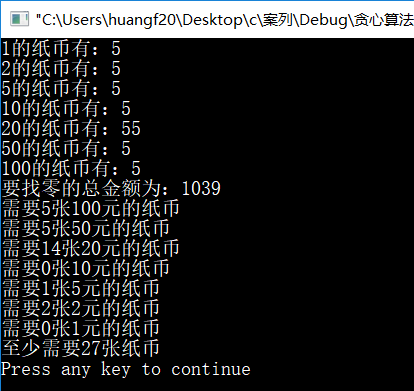 "C:\Users\huangf20\Desktop\c\案列\Debug\贪心算法
1的纸币有：5
2的纸币有：5
5的纸币有：5
10的纸币有：5
20的纸币有：55
50的纸币有：5
100的纸币有：5
要找零的总金额为：1039
需要5张100元的纸币
需要5张50元的纸币
需要14张20元的纸币
需要0张10元的纸币
需要1张5元的纸币
需要2张2元的纸币
需要0张1元的纸币
至少需要27张纸币
Press any key to continue